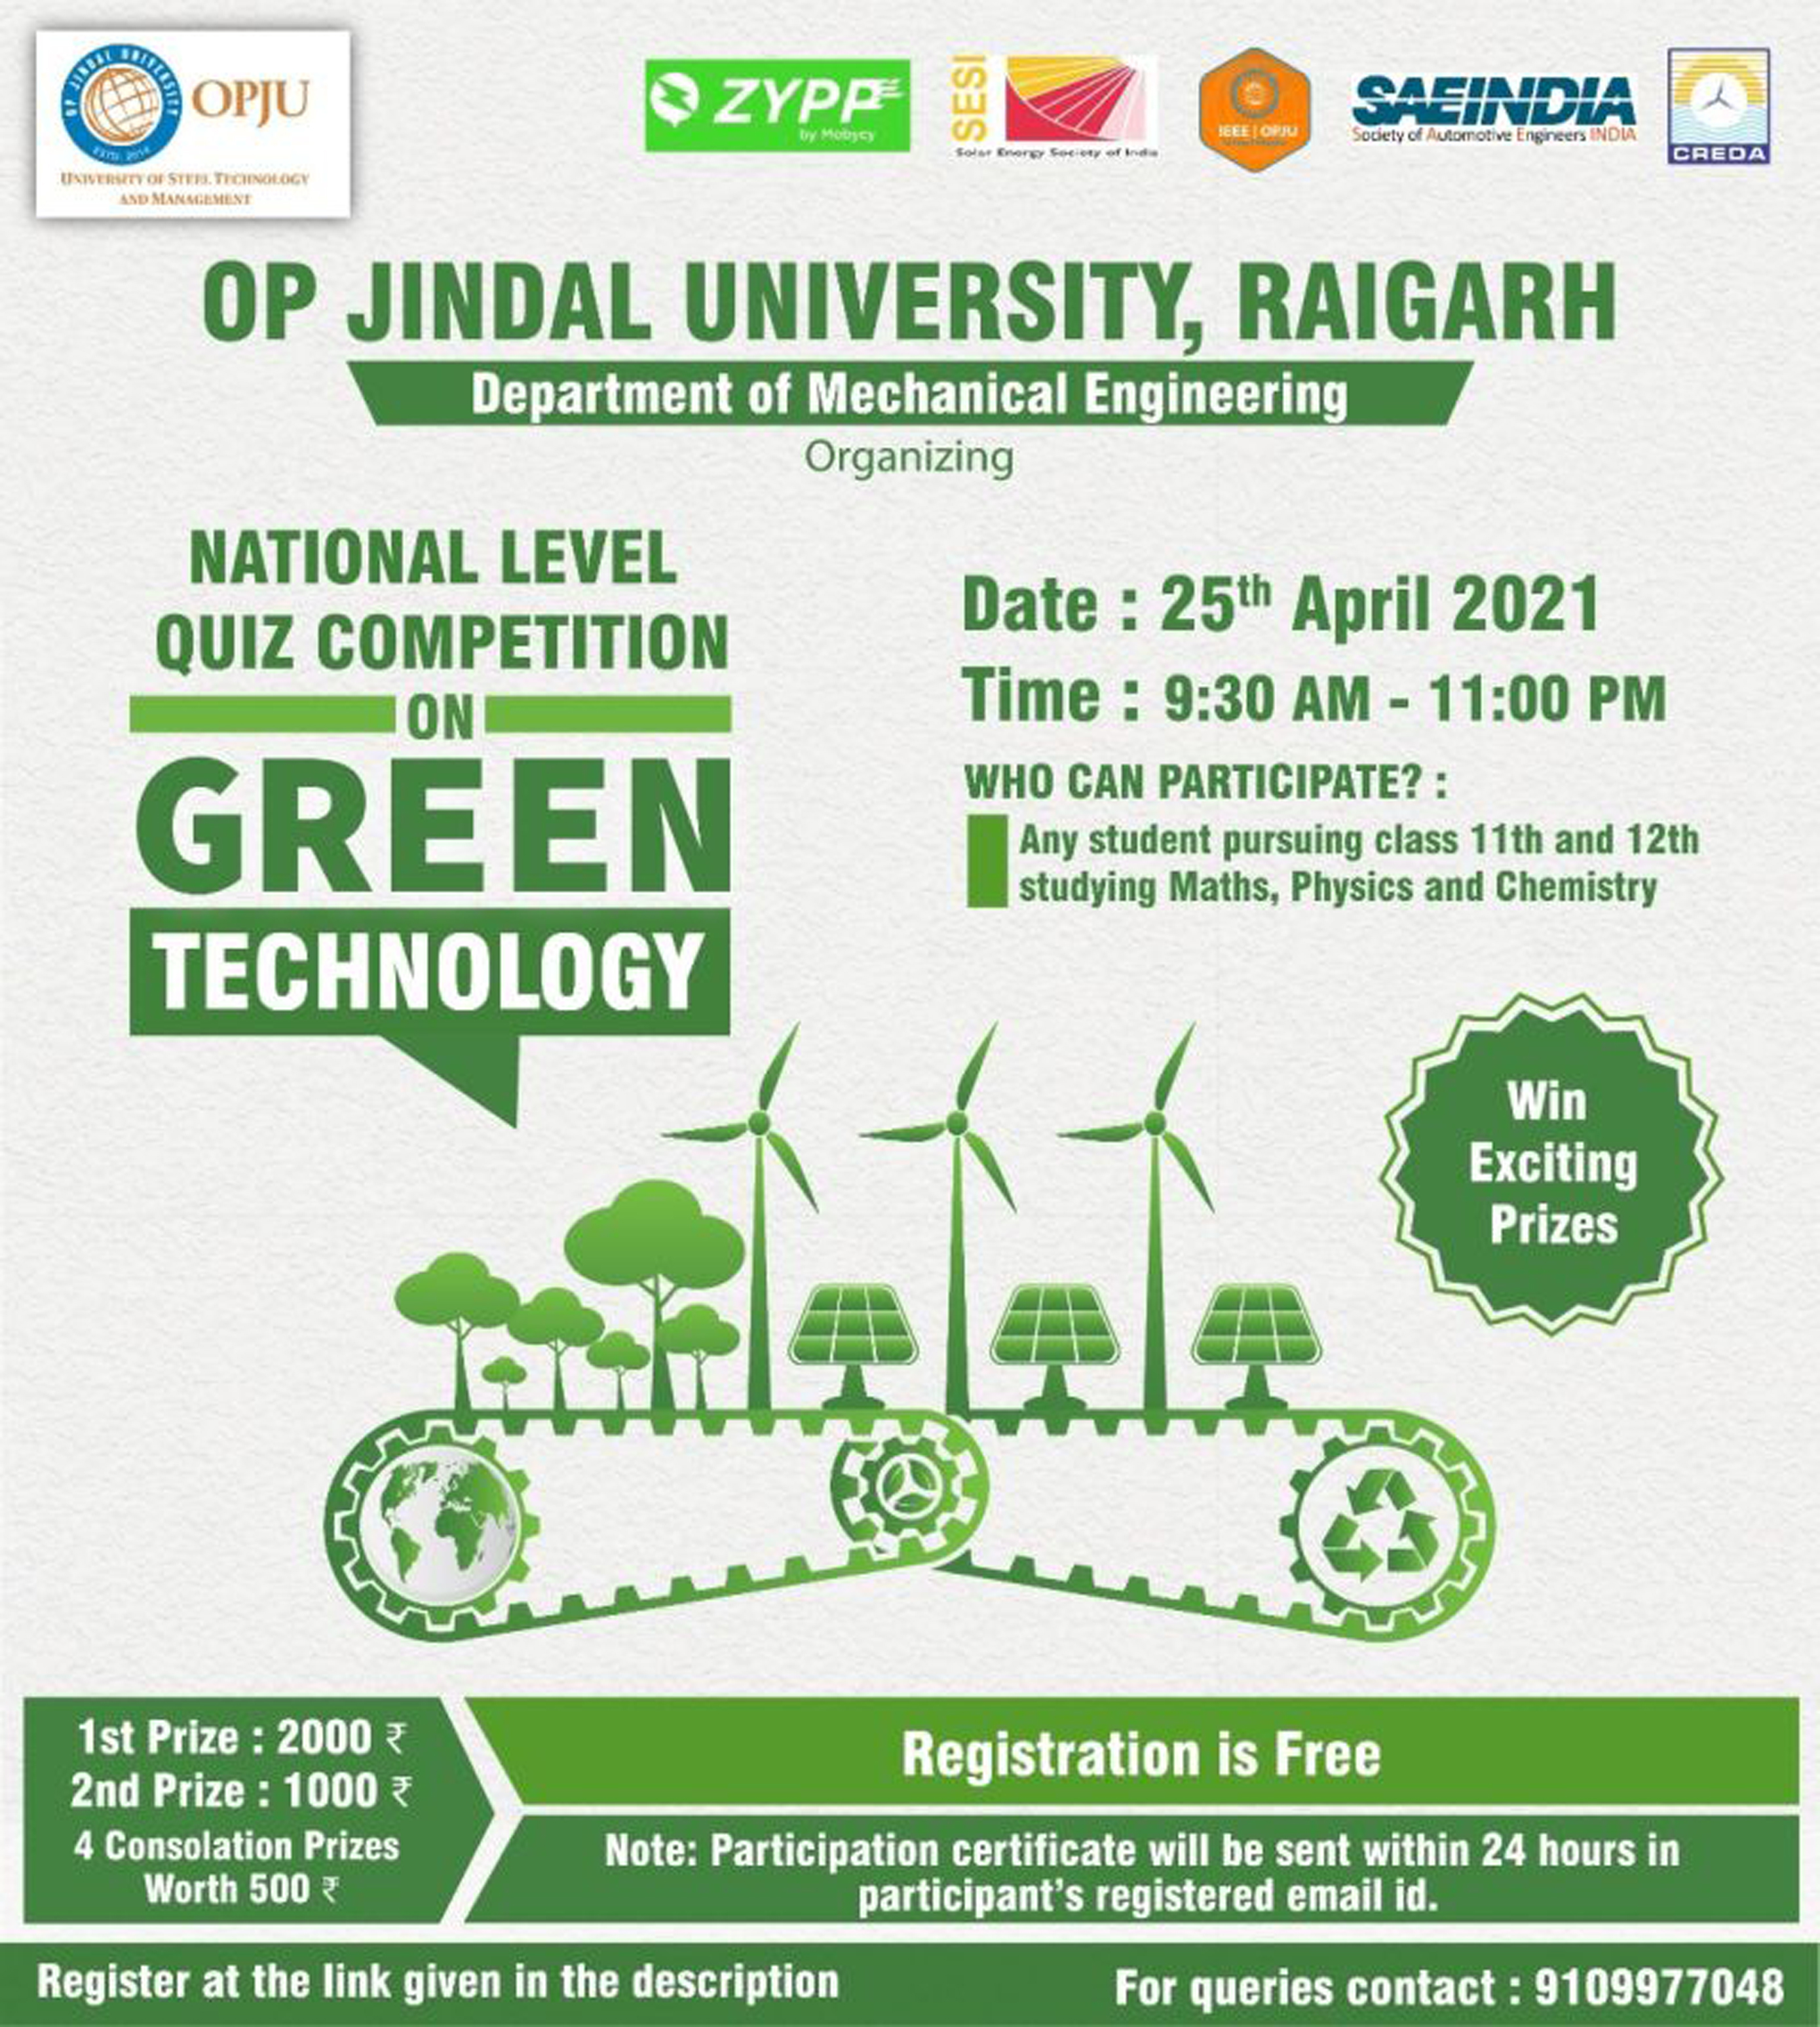 OP JINDAL UNIVERSITY
ESTD. 2014
OPJU
UNIVERSITY OF STEEL TECHNOLOGY
AND MANAGEMENT
ZYPP
by Mobycy
SESI
Solar Energy Society of India
IEEE | OPJU
SAEINDIA
Society of Automotive Engineers INDIA
CREDA
OP JINDAL UNIVERSITY, RAIGARH
Department of Mechanical Engineering
Organizing
NATIONAL LEVEL
QUIZ COMPETITION
ON
GREEN
TECHNOLOGY
Date : 25th April 2021
Time : 9:30 AM - 11:00 PM
WHO CAN PARTICIPATE? :
Any student pursuing class 11th and 12th
studying Maths, Physics and Chemistry
Win
Exciting
Prizes
1st Prize : 2000 ₹
2nd Prize : 1000 ₹
4 Consolation Prizes
Worth 500 ₹
Registration is Free
Note: Participation certificate will be sent within 24 hours in
participant's registered email id.
Register at the link given in the description
For queries contact : 9109977048